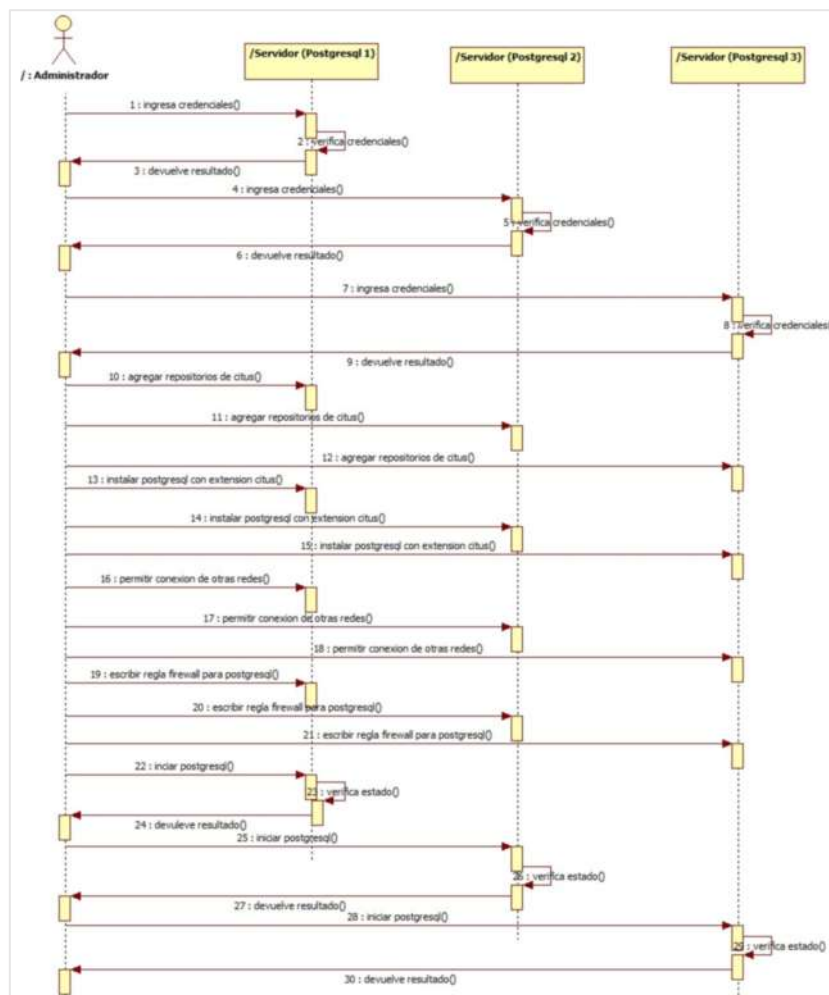 /Servidor (Postgresql 1)
/Servidor (Postgresql 2)
/Servidor (Postgresql 3)
/ : Administrador
1 : ingresa credenciales()
2 : verifica credenciales()
3 : devuelve resultado()
4 : ingresa credenciales()
5 : verifica credenciales()
6 : devuelve resultado()
7 : ingresa credenciales()
8 : verifica credenciales()
9 : devuelve resultado()
10 : agregar repositorios de citus()
11 : agregar repositorios de citus()
12 : agregar repositorios de citus()
13 : instalar postgresql con extension citus()
14 : instalar postgresql con extension citus()
15 : instalar postgresql con extension citus()
16 : permitir conexion de otras redes()
17 : permitir conexion de otras redes()
18 : permitir conexion de otras redes()
19 : escribir regla firewall para postgresql()
20 : escribir regla firewall para postgresql()
21 : escribir regla firewall para postgresql()
22 : inciar postgresql()
23 : verifica estado()
24 : devuleve resultado()
25 : iniciar postgresql()
26 : verifica estado()
27 : devuelve resultado()
28 : iniciar postgresql()
29 : verifica estado()
30 : devuelve resultado()